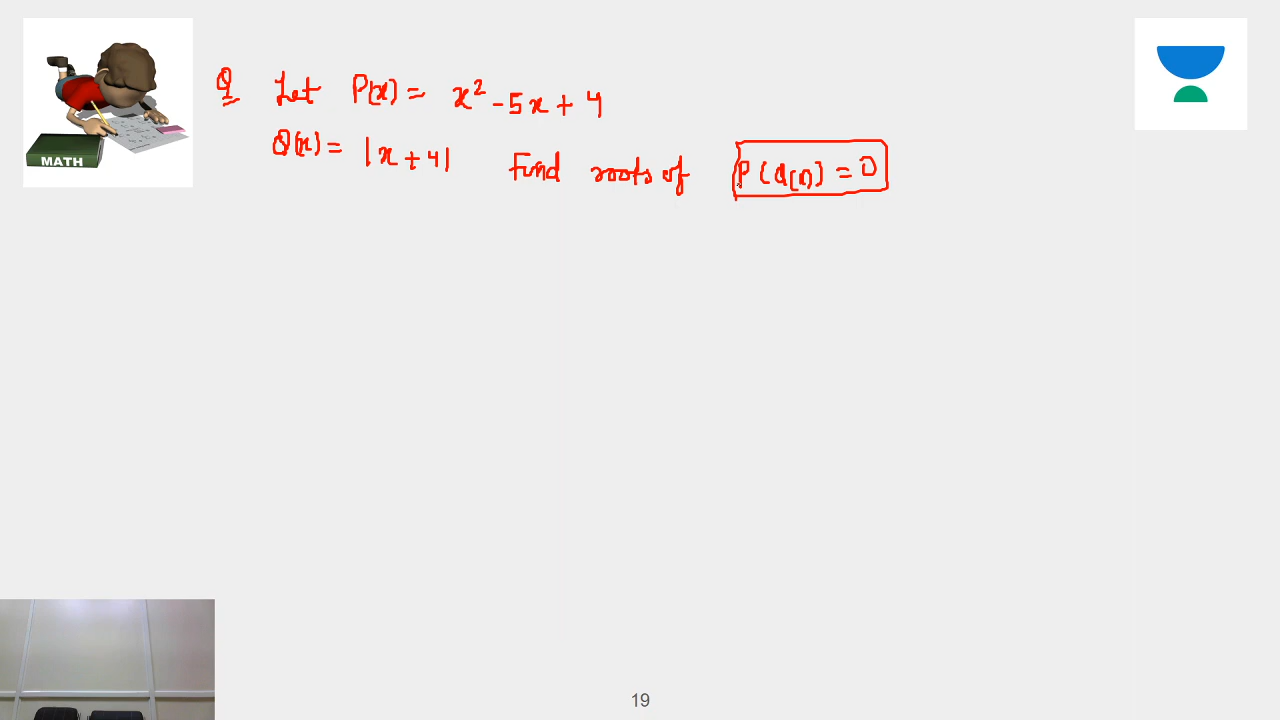 Q Let P(x) = x² - 5x + 4
Q(x) = |x + 4| Find roots of P(Q(x)) = 0
MATH
19